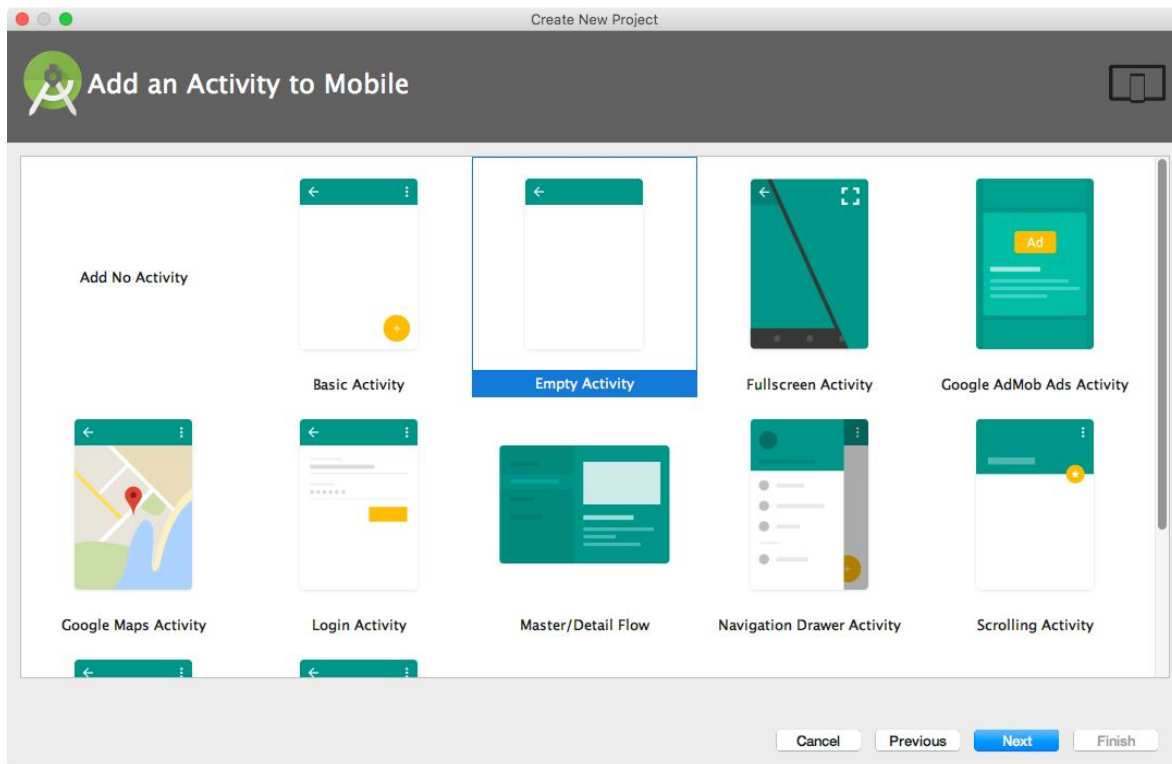 Create New Project
Add an Activity to Mobile
Add No Activity
Basic Activity
Empty Activity
Fullscreen Activity
Ad
Google AdMob Ads Activity
Google Maps Activity
Login Activity
Master/Detail Flow
Navigation Drawer Activity
Scrolling Activity
Cancel
Previous
Next
Finish